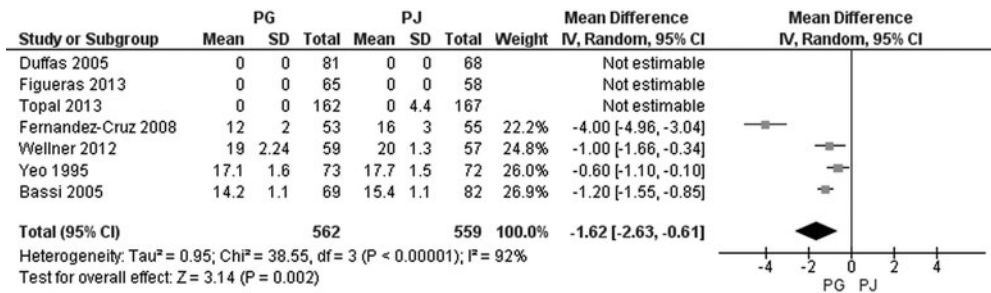 PG PJ Mean Difference Mean Difference
Study or Subgroup Mean SD Total Mean SD Total Weight IV, Random, 95% CI IV, Random, 95% CI
Duffas 2005 0 0 81 0 0 68 Not estimable
Figueras 2013 0 0 65 0 0 58 Not estimable
Topal 2013 0 0 162 0 4.4 167 Not estimable
Fernandez-Cruz 2008 12 2 53 16 3 55 22.2% -4.00 [-4.96, -3.04]
Wellner 2012 19 2.24 59 20 1.3 57 24.8% -1.00 [-1.66, -0.34]
Yeo 1995 17.1 1.6 73 17.7 1.5 72 26.0% -0.60 [-1.10, -0.10]
Bassi 2005 14.2 1.1 69 15.4 1.1 82 26.9% -1.20 [-1.55, -0.85]
Total (95% CI) 562 559 100.0% -1.62 [-2.63, -0.61]
Heterogeneity: Tau² = 0.95; Chi² = 38.55, df = 3 (P < 0.00001); I² = 92%
Test for overall effect: Z = 3.14 (P = 0.002)
-4 -2 0 2 4
PG PJ